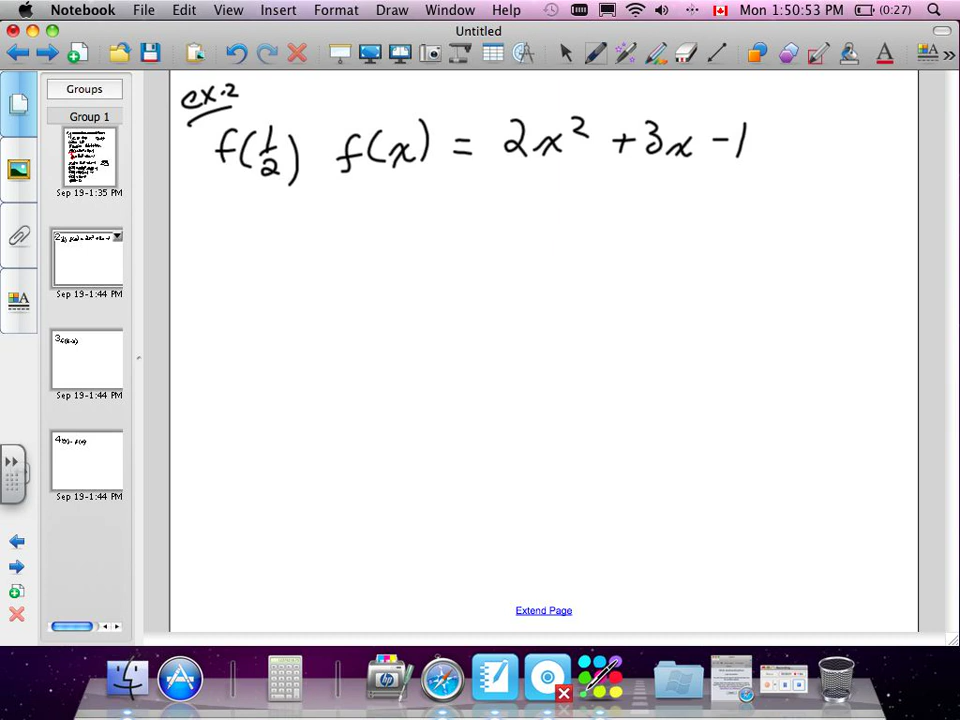 Notebook File Edit View Insert Format Draw Window Help Mon 1:50:53 PM (0:27)
Untitled
Groups
Group 1
Sep 19-1:35 PM
Sep 19-1:44 PM
Sep 19-1:44 PM
Sep 19-1:44 PM
ex.2
f(1/2) f(x) = 2x² +3x -1
Extend Page